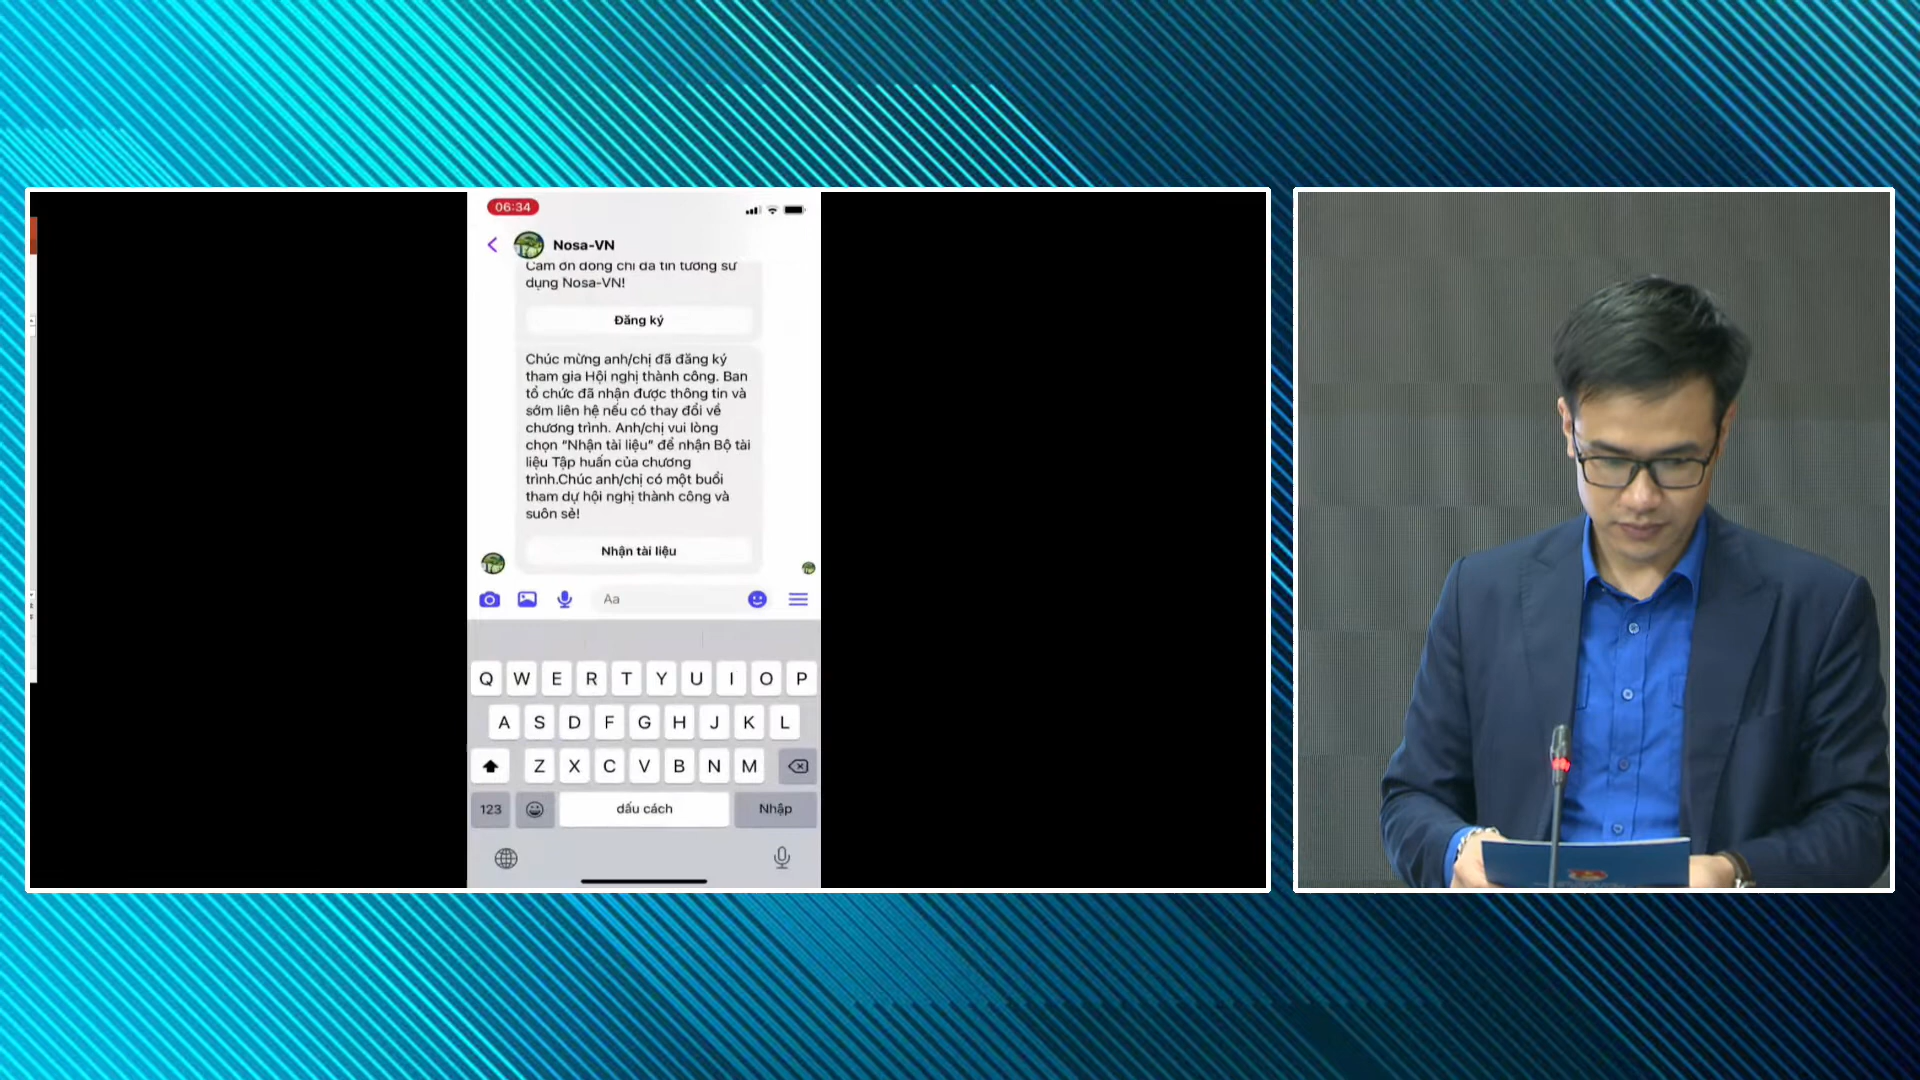 06:34
Nosa-VN
Cảm ơn đồng chí đã tin tưởng sử
dụng Nosa-VN!
Đăng ký
Chúc mừng anh/chị đã đăng ký
tham gia Hội nghị thành công. Ban
tổ chức đã nhận được thông tin và
sớm liên hệ nếu có thay đổi về
chương trình. Anh/chị vui lòng
chọn “Nhận tài liệu” để nhận Bộ tài
liệu Tập huấn của chương
trình.Chúc anh/chị có một buổi
tham dự hội nghị thành công và
suôn sẻ!
Nhận tài liệu
Aa
Q W E R T Y U I O P
A S D F G H J K L
Z X C V B N M
123 dấu cách Nhập